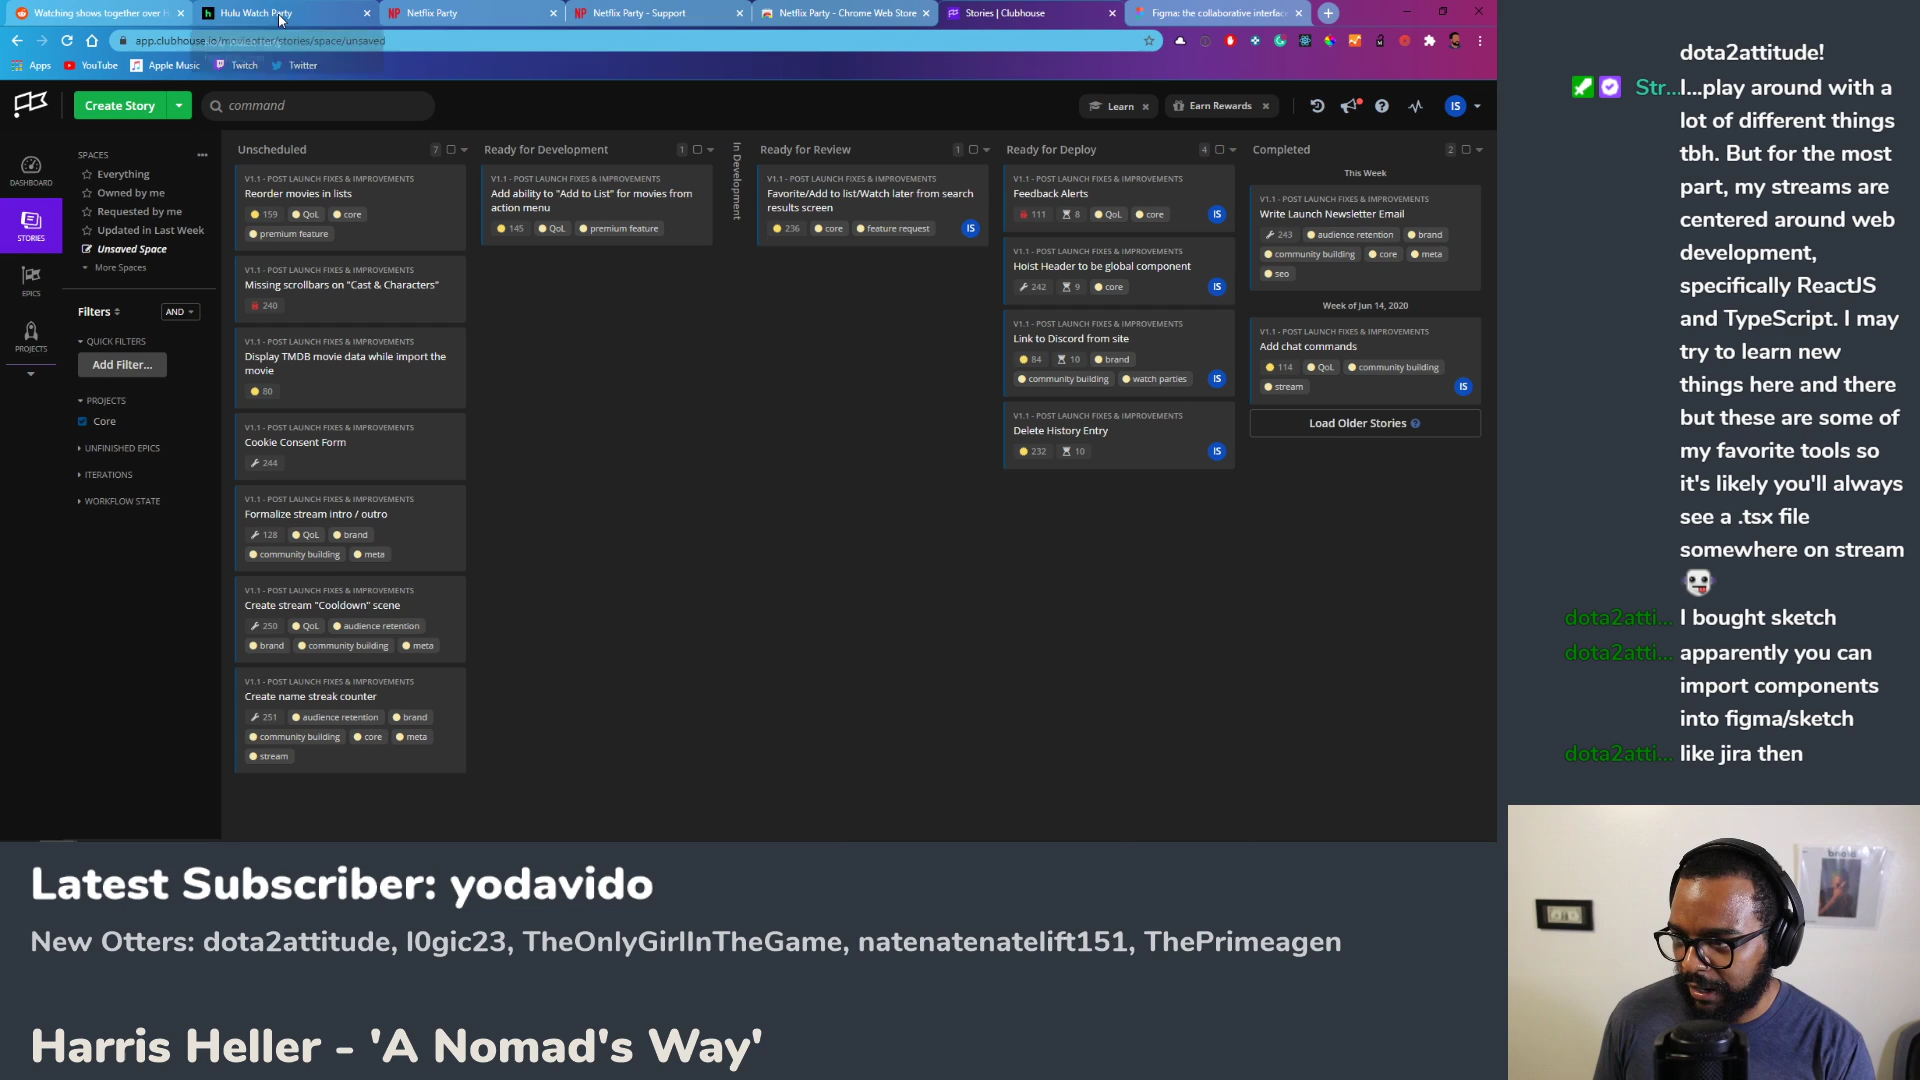 Watching shows together over H
Hulu Watch Party
Netflix Party
Netflix Party - Support
Netflix Party - Chrome Web Store
Stories | Clubhouse
Figma: the collaborative interfac
Apps
YouTube
Apple Music
Twitch
Twitter
Create Story
command
Learn
Earn Rewards
IS
DASHBOARD
STORIES
EPICS
PROJECTS
SPACES
Everything
Owned by me
Requested by me
Updated in Last Week
Unsaved Space
More Spaces
Filters
AND
QUICK FILTERS
Add Filter...
PROJECTS
Core
UNFINISHED EPICS
ITERATIONS
WORKFLOW STATE
Unscheduled
7
V1.1 - POST LAUNCH FIXES & IMPROVEMENTS
Reorder movies in lists
159
QoL
core
premium feature
V1.1 - POST LAUNCH FIXES & IMPROVEMENTS
Missing scrollbars on "Cast & Characters"
240
V1.1 - POST LAUNCH FIXES & IMPROVEMENTS
Display TMDB movie data while import the
movie
80
V1.1 - POST LAUNCH FIXES & IMPROVEMENTS
Cookie Consent Form
244
V1.1 - POST LAUNCH FIXES & IMPROVEMENTS
Formalize stream intro / outro
128
QoL
brand
community building
meta
V1.1 - POST LAUNCH FIXES & IMPROVEMENTS
Create stream "Cooldown" scene
250
QoL
audience retention
brand
community building
meta
V1.1 - POST LAUNCH FIXES & IMPROVEMENTS
Create name streak counter
251
audience retention
brand
community building
core
meta
stream
Ready for Development
1
V1.1 - POST LAUNCH FIXES & IMPROVEMENTS
Add ability to "Add to List" for movies from
action menu
145
QoL
premium feature
In Development
Ready for Review
1
V1.1 - POST LAUNCH FIXES & IMPROVEMENTS
Favorite/Add to list/Watch later from search
results screen
236
core
feature request
IS
Ready for Deploy
4
V1.1 - POST LAUNCH FIXES & IMPROVEMENTS
Feedback Alerts
111
8
QoL
core
IS
V1.1 - POST LAUNCH FIXES & IMPROVEMENTS
Hoist Header to be global component
242
9
core
IS
V1.1 - POST LAUNCH FIXES & IMPROVEMENTS
Link to Discord from site
84
10
brand
community building
watch parties
IS
V1.1 - POST LAUNCH FIXES & IMPROVEMENTS
Delete History Entry
232
10
IS
Completed
2
This Week
V1.1 - POST LAUNCH FIXES & IMPROVEMENTS
Write Launch Newsletter Email
243
audience retention
brand
community building
core
meta
seo
Week of Jun 14, 2020
V1.1 - POST LAUNCH FIXES & IMPROVEMENTS
Add chat commands
114
QoL
community building
stream
IS
Load Older Stories
dota2attitude!
Str... I...play around with a
lot of different things
tbh. But for the most
part, my streams are
centered around web
development,
specifically ReactJS
and TypeScript. I may
try to learn new
things here and there
but these are some of
my favorite tools so
it's likely you'll always
see a .tsx file
somewhere on stream
dota2atti... I bought sketch
dota2atti... apparently you can
import components
into figma/sketch
dota2atti... like jira then
Latest Subscriber: yodavido
New Otters: dota2attitude, l0gic23, TheOnlyGirlInTheGame, natenatenatelift151, ThePrimeagen
Harris Heller - 'A Nomad's Way'